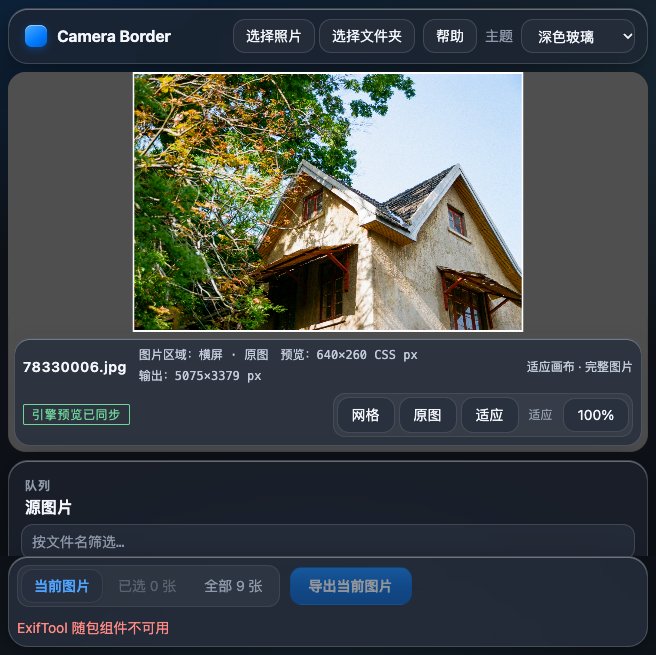 Camera Border 选择照片 选择文件夹 帮助 主题 深色玻璃
78330006.jpg
图片区域：横屏 · 原图 预览：640×260 CSS px
输出：5075×3379 px
适应画布 · 完整图片
引擎预览已同步
网格 原图 适应 适应 100%
队列
源图片
按文件名筛选…
当前图片 已选 0 张 全部 9 张 导出当前图片
ExifTool 随包组件不可用